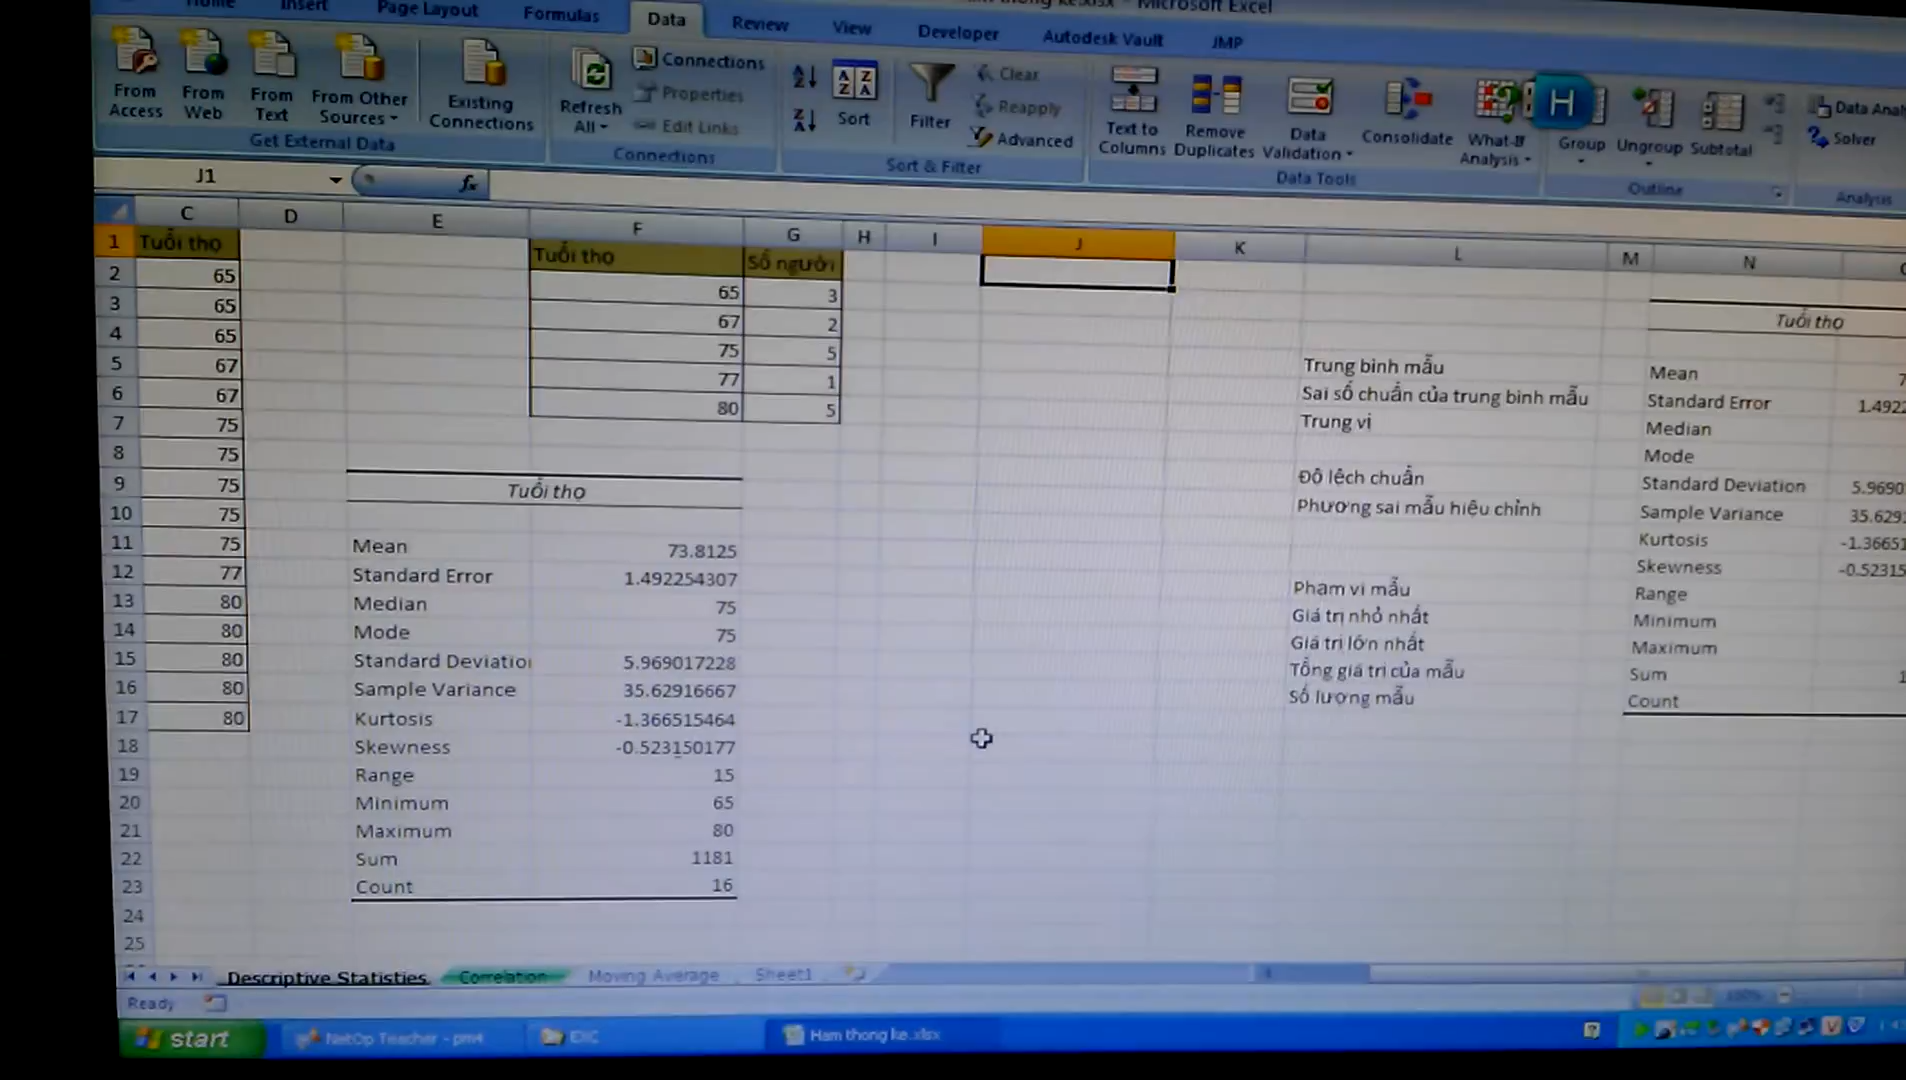 Microsoft Excel
Home Insert Page Layout Formulas Data Review View Developer Autodesk Vault JMP
From Access
From Web
From Text
From Other Sources
Existing Connections
Get External Data
Refresh All
Connections
Properties
Edit Links
Connections
Sort
Filter
Clear
Reapply
Advanced
Sort & Filter
Text to Columns
Remove Duplicates
Data Validation
Consolidate
What-If Analysis
Data Tools
H
Group
Ungroup
Subtotal
Outline
Solver
Analysis
J1 fx
C D E F G H I J K L M N
1 Tuổi thọ Tuổi thọ Số người
2 65 65 3
3 65 67 2
4 65 75 5
5 67 77 1
6 67 80 5
7 75
8 75
9 75 Tuổi thọ
10 75
11 75 Mean 73.8125
12 77 Standard Error 1.492254307
13 80 Median 75
14 80 Mode 75
15 80 Standard Deviatio 5.969017228
16 80 Sample Variance 35.62916667
17 80 Kurtosis -1.366515464
18 Skewness -0.523150177
19 Range 15
20 Minimum 65
21 Maximum 80
22 Sum 1181
23 Count 16
24
25
Tuổi thọ
Trung bình mẫu Mean 7
Sai số chuẩn của trung bình mẫu Standard Error 1.492
Trung vị Median
Mode
Độ lệch chuẩn Standard Deviation 5.9690
Phương sai mẫu hiệu chỉnh Sample Variance 35.629
Kurtosis -1.3665
Skewness -0.5231
Phạm vi mẫu Range
Giá trị nhỏ nhất Minimum
Giá trị lớn nhất Maximum
Tổng giá trị của mẫu Sum 1
Số lượng mẫu Count
Descriptive Statisties Correlation Moving Average Sheet1
Ready
start NetOp Teacher - pm4 EXC Ham thong ke.xlsx